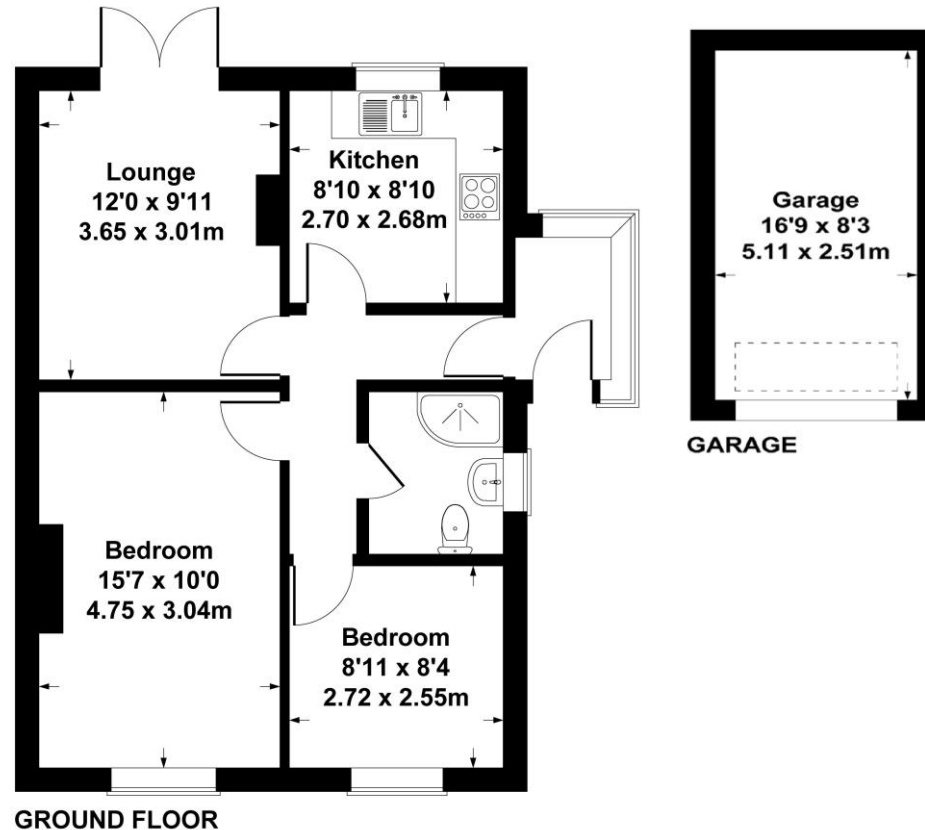 Lounge
12'0 x 9'11
3.65 x 3.01m
Kitchen
8'10 x 8'10
2.70 x 2.68m
Garage
16'9 x 8'3
5.11 x 2.51m
GARAGE
Bedroom
15'7 x 10'0
4.75 x 3.04m
Bedroom
8'11 x 8'4
2.72 x 2.55m
GROUND FLOOR